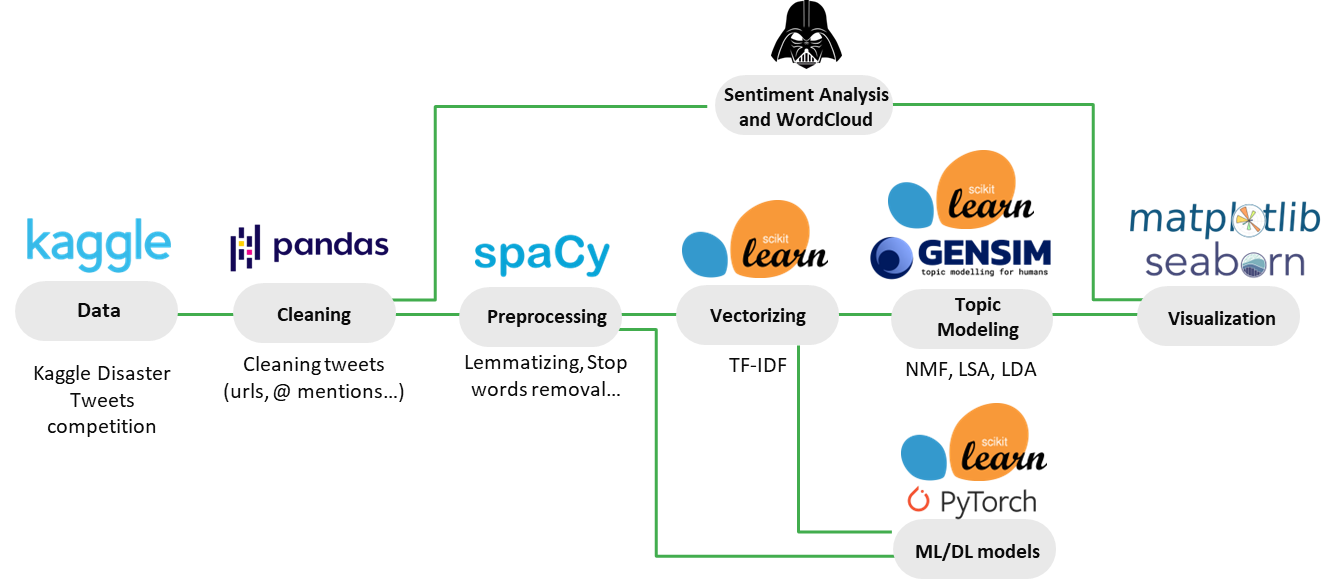 Sentiment Analysis
and WordCloud
kaggle
Data
Kaggle Disaster
Tweets
competition
pandas
Cleaning
Cleaning tweets
(urls, @ mentions...)
spaCy
Preprocessing
Lemmatizing, Stop
words removal...
scikit
learn
Vectorizing
TF-IDF
scikit
learn
GENSIM
topic modelling for humans
Topic
Modeling
NMF, LSA, LDA
scikit
learn
PyTorch
ML/DL models
matplotlib
seaborn
Visualization